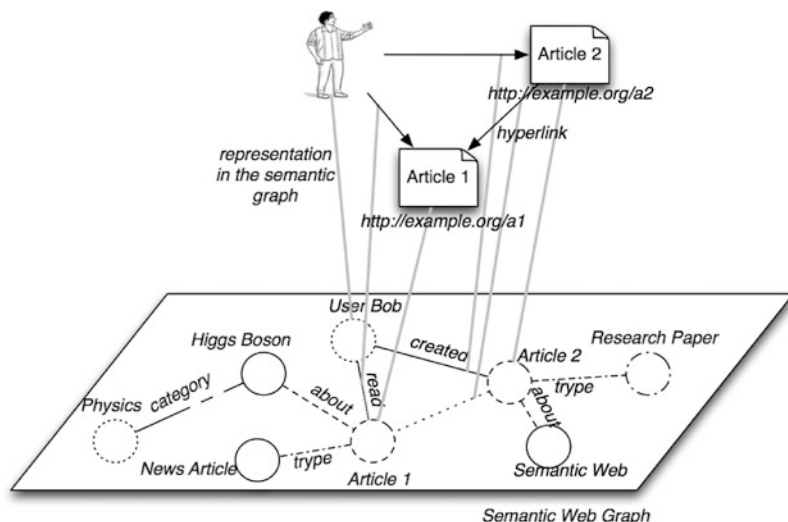 Article 2
http://example.org/a2
hyperlink
representation
in the semantic
graph
Article 1
http://example.org/a1
User Bob
Higgs Boson
created
Article 2
Research Paper
Physics
category
about
read
trype
about
News Article
trype
Article 1
Semantic Web
Semantic Web Graph